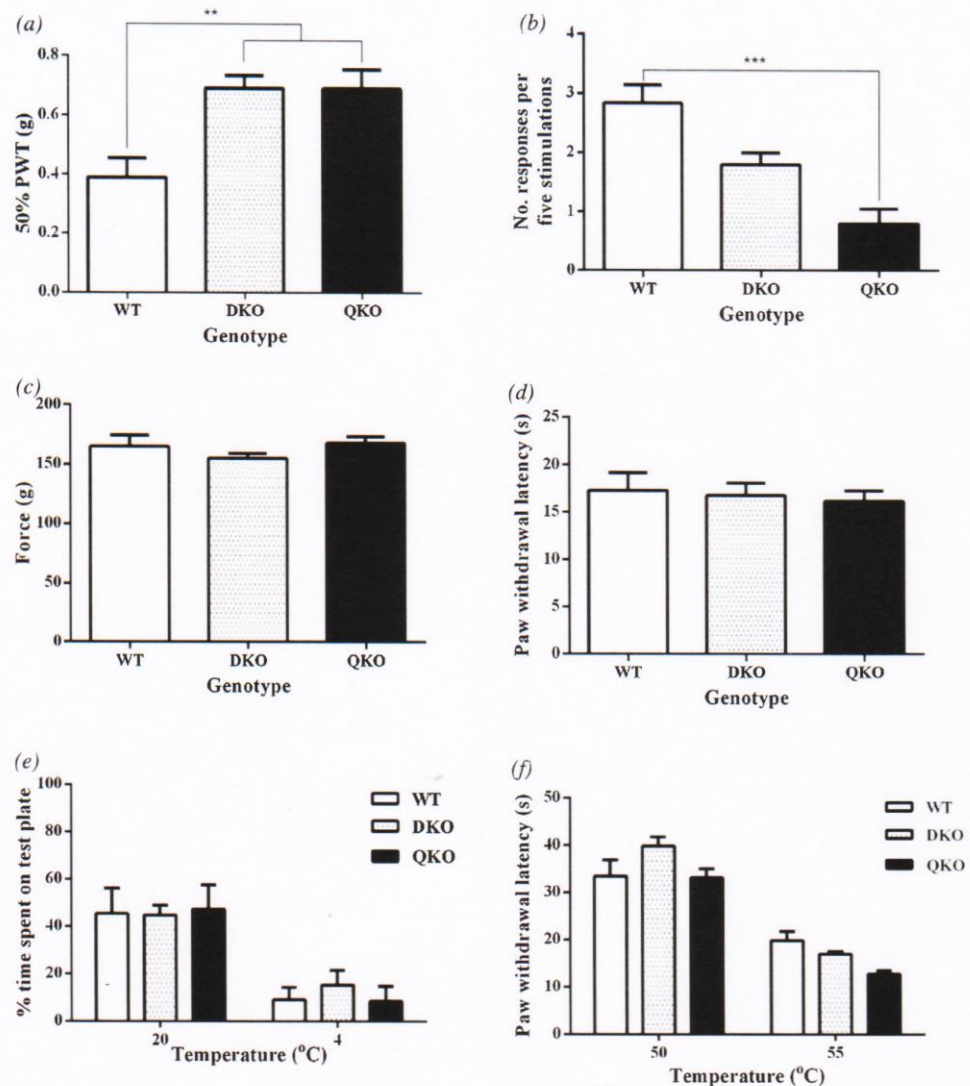 (a)
**
50% PWT (g)
0.8
0.6
0.4
0.2
0.0
WT DKO QKO
Genotype
(b)
***
No. responses per
five stimulations
4
3
2
1
0
WT DKO QKO
Genotype
(c)
Force (g)
200
150
100
50
0
WT DKO QKO
Genotype
(d)
Paw withdrawal latency (s)
25
20
15
10
5
0
WT DKO QKO
Genotype
(e)
% time spent on test plate
100
80
60
40
20
0
WT
DKO
QKO
20 4
Temperature (°C)
(f)
Paw withdrawal latency (s)
50
40
30
20
10
0
WT
DKO
QKO
50 55
Temperature (°C)